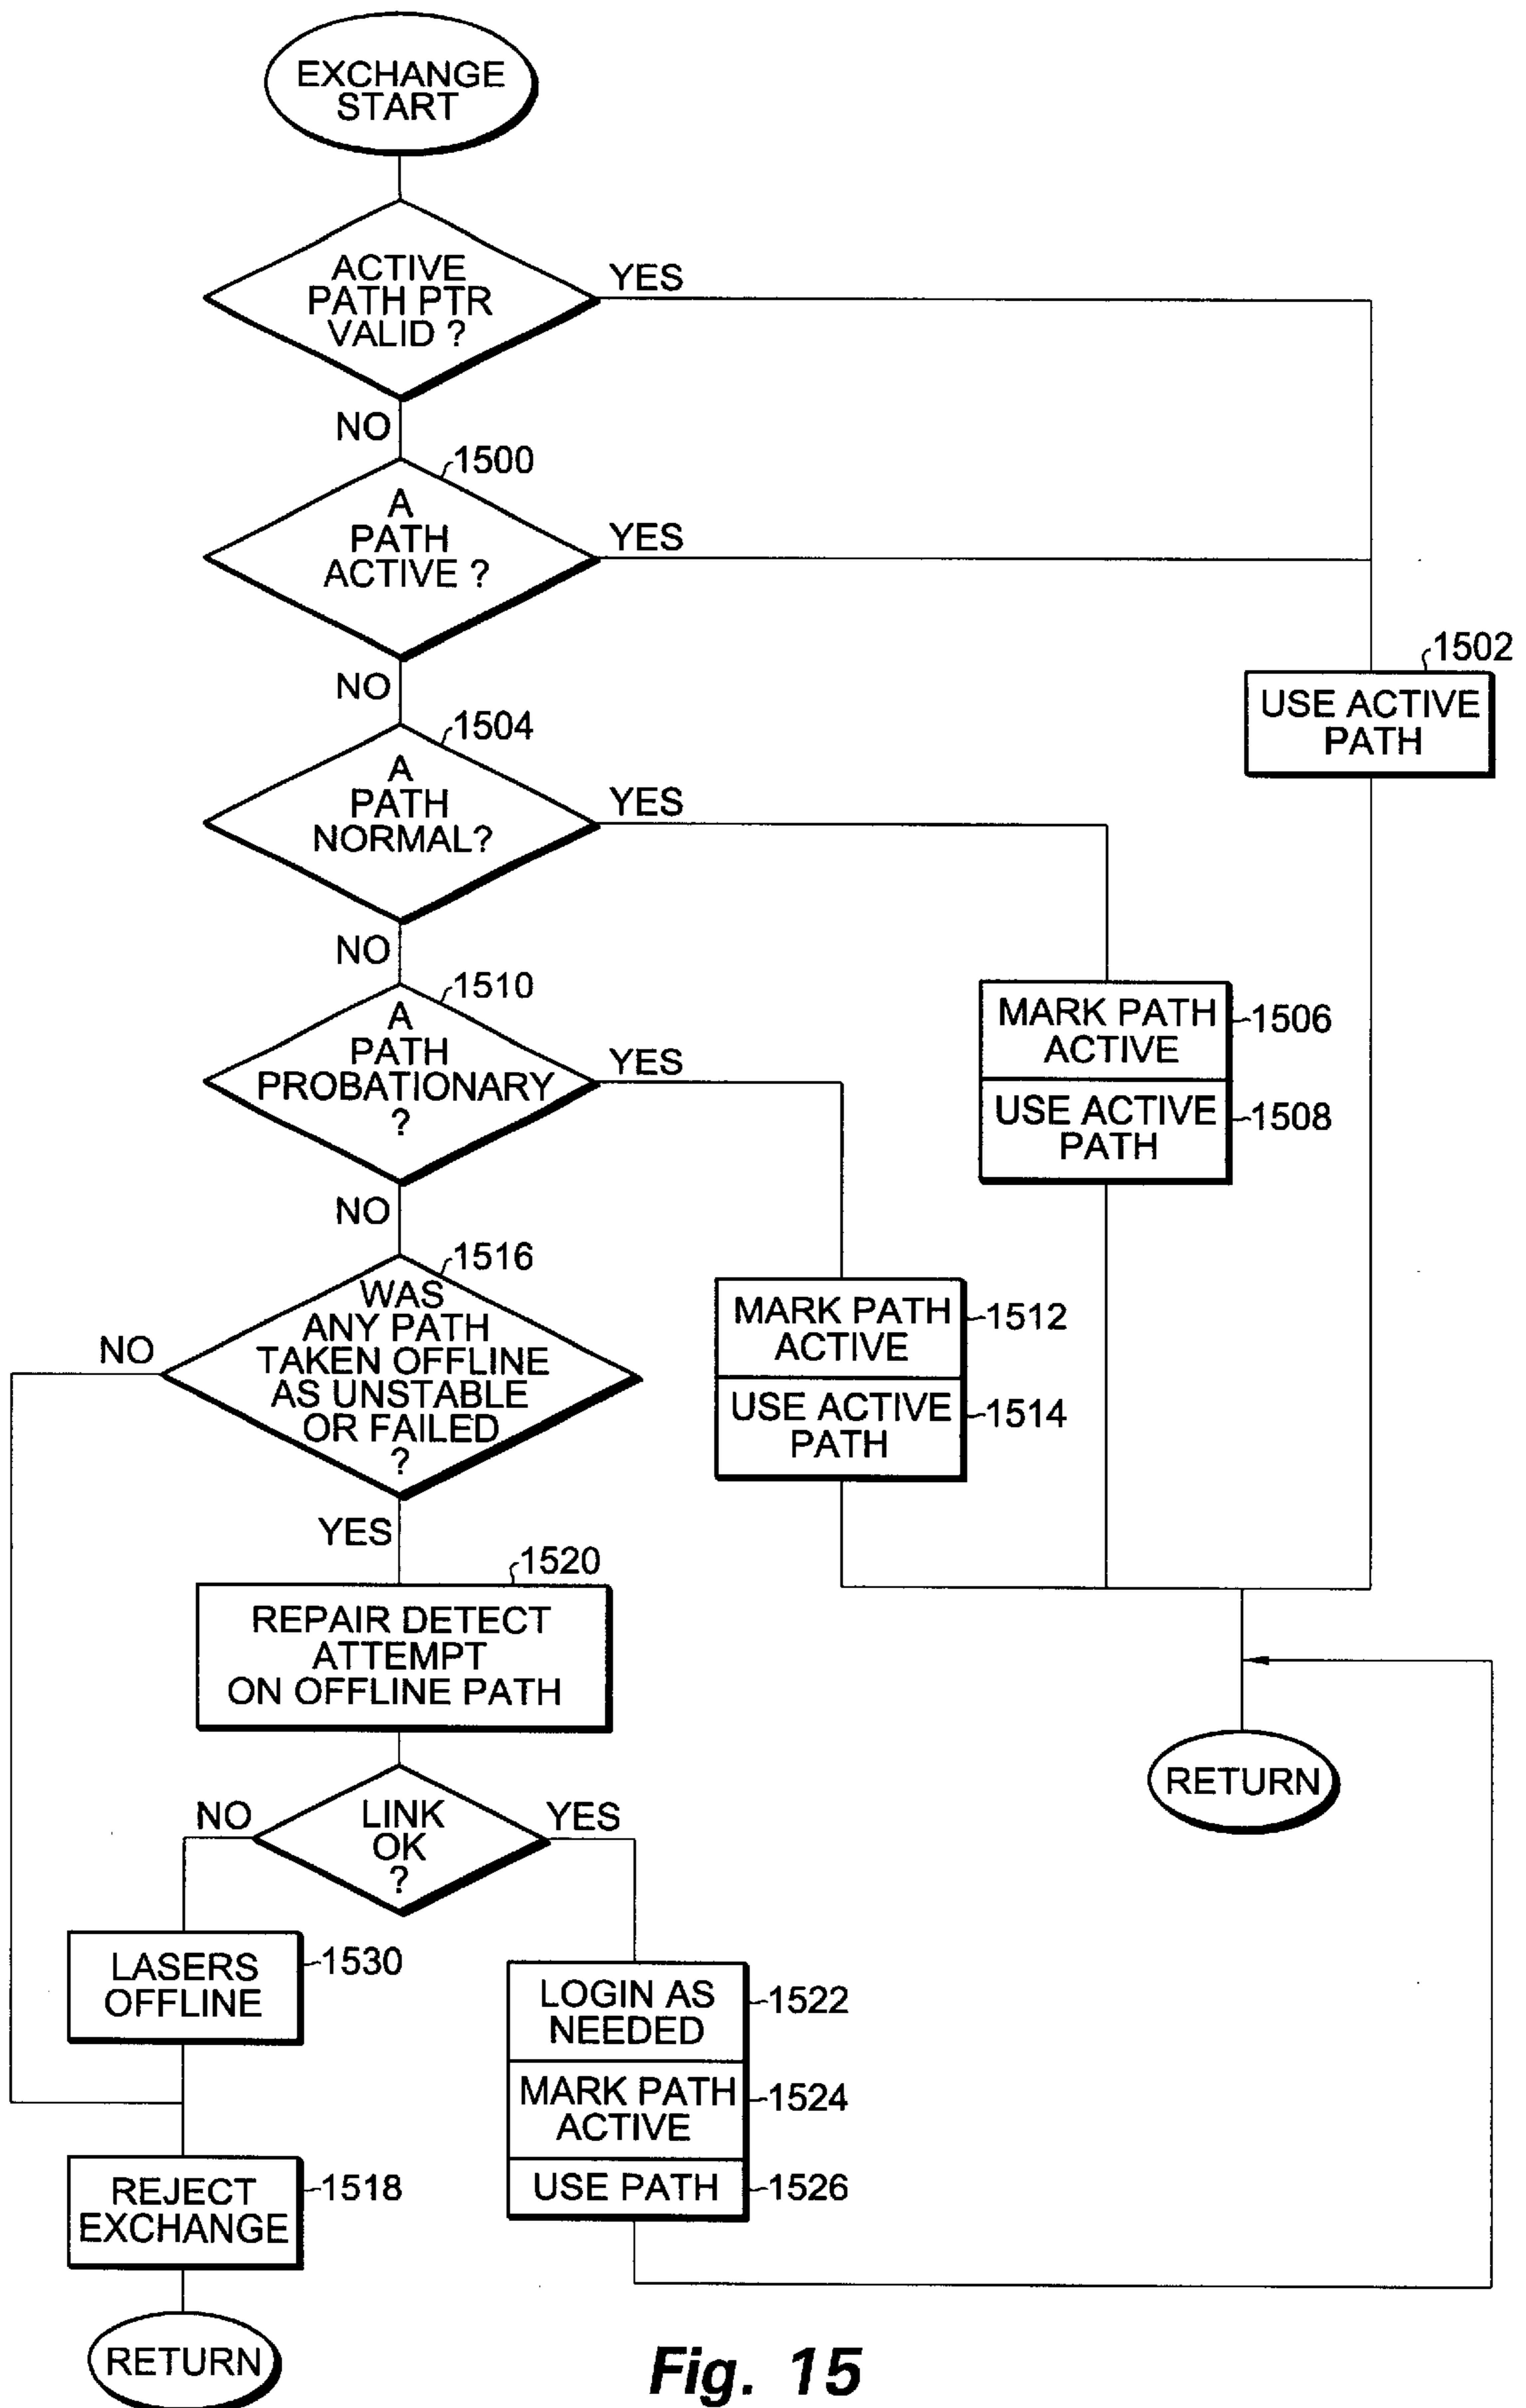 EXCHANGE
START
ACTIVE
PATH PTR
VALID ?
YES
NO
1500
A
PATH
ACTIVE ?
YES
NO
1502
USE ACTIVE
PATH
1504
A
PATH
NORMAL?
YES
NO
1506
MARK PATH
ACTIVE
1508
USE ACTIVE
PATH
1510
A
PATH
PROBATIONARY
?
YES
NO
1512
MARK PATH
ACTIVE
1514
USE ACTIVE
PATH
1516
WAS
ANY PATH
TAKEN OFFLINE
AS UNSTABLE
OR FAILED
?
NO
YES
1520
REPAIR DETECT
ATTEMPT
ON OFFLINE PATH
RETURN
LINK
OK
?
NO
YES
LASERS
OFFLINE
1530
LOGIN AS
NEEDED
1522
MARK PATH
ACTIVE
1524
USE PATH
1526
REJECT
EXCHANGE
1518
RETURN
Fig. 15